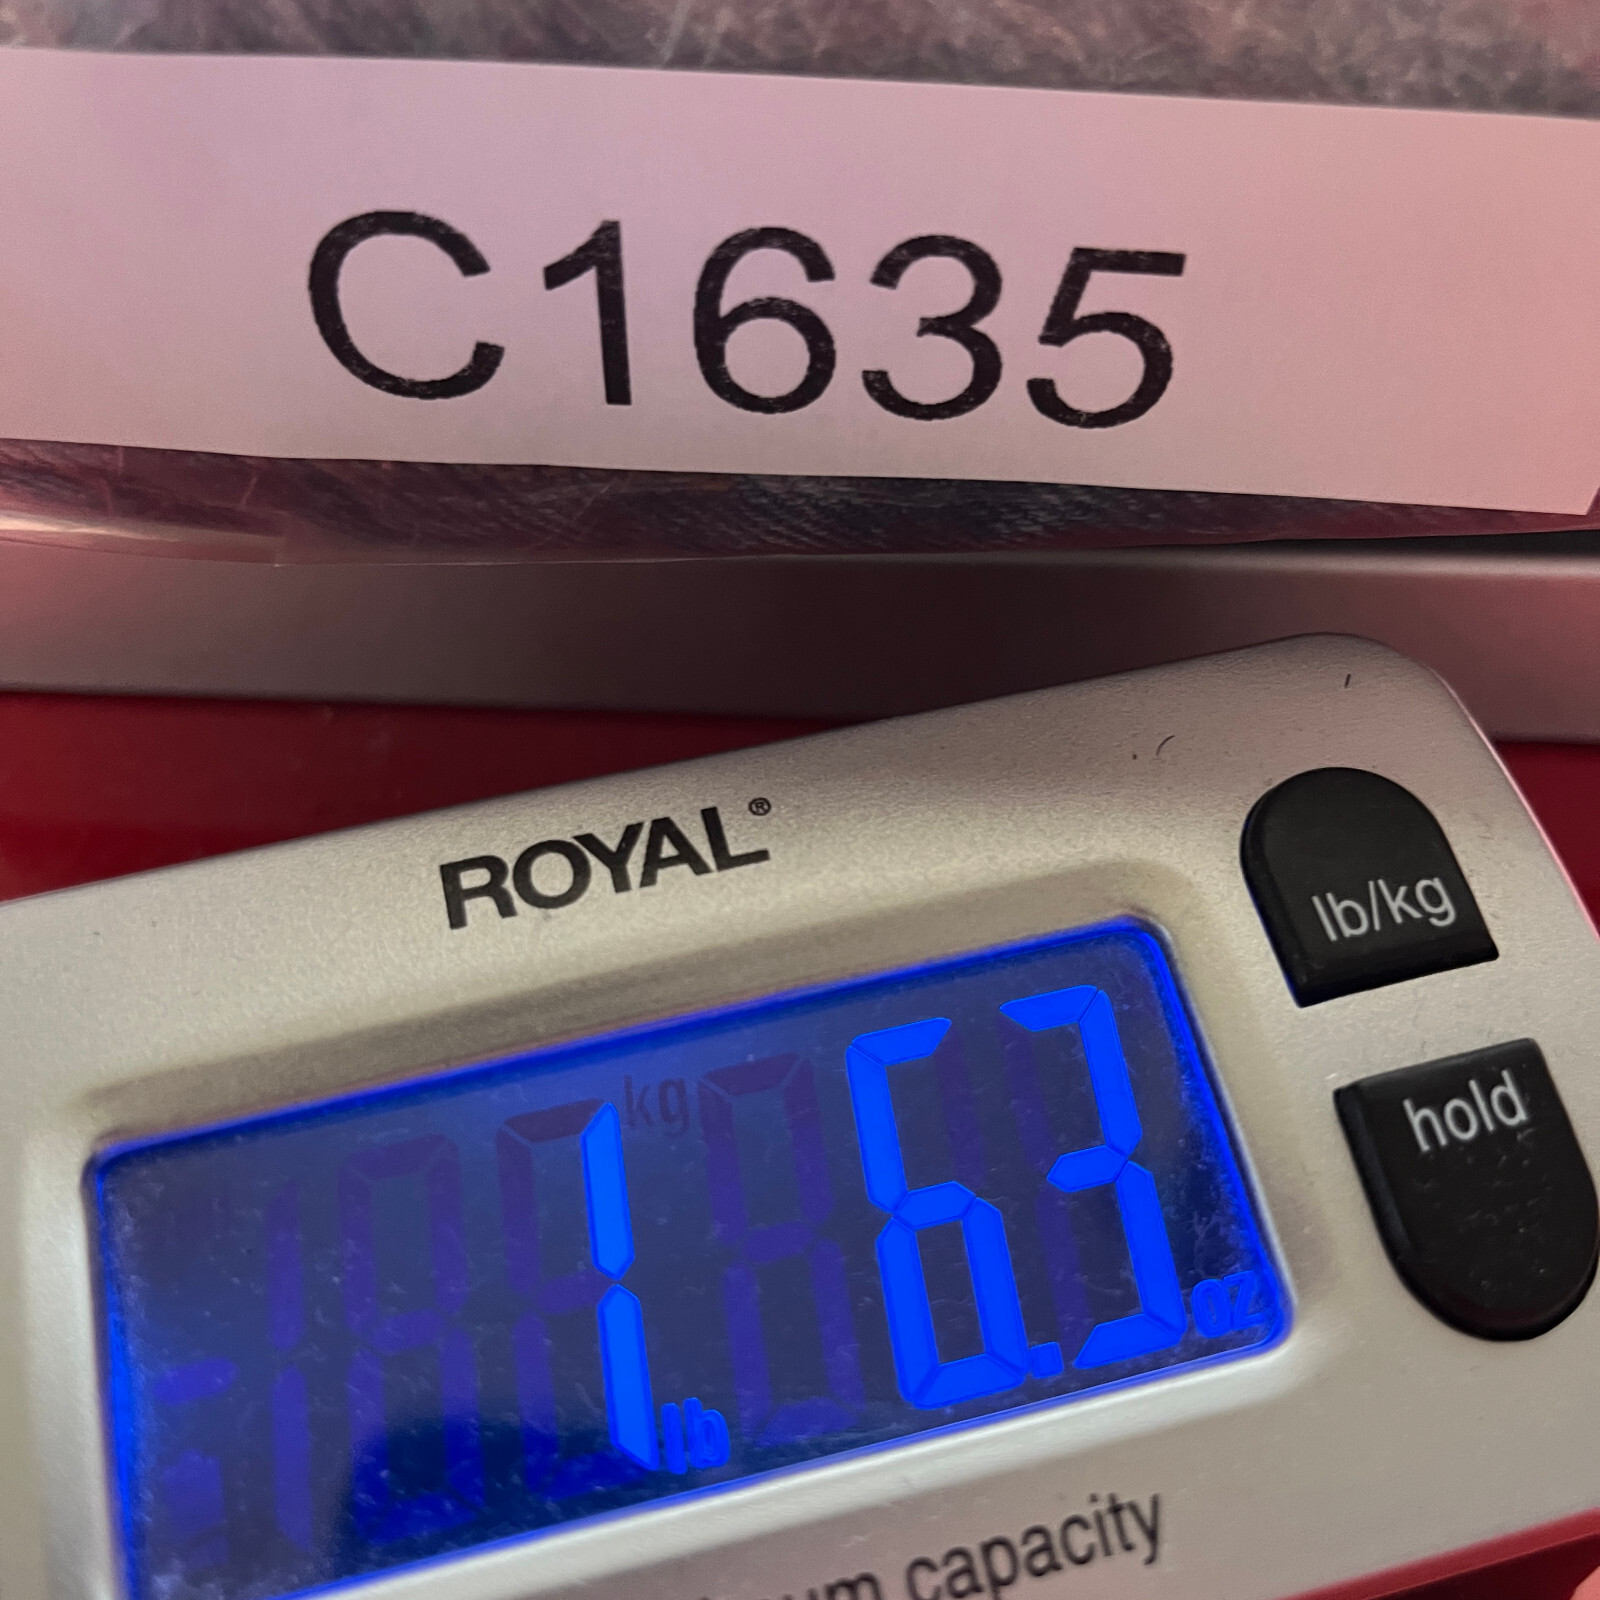 C1635
ROYAL®
lb/kg
hold
kg
1 lb 6.3 oz
capacity